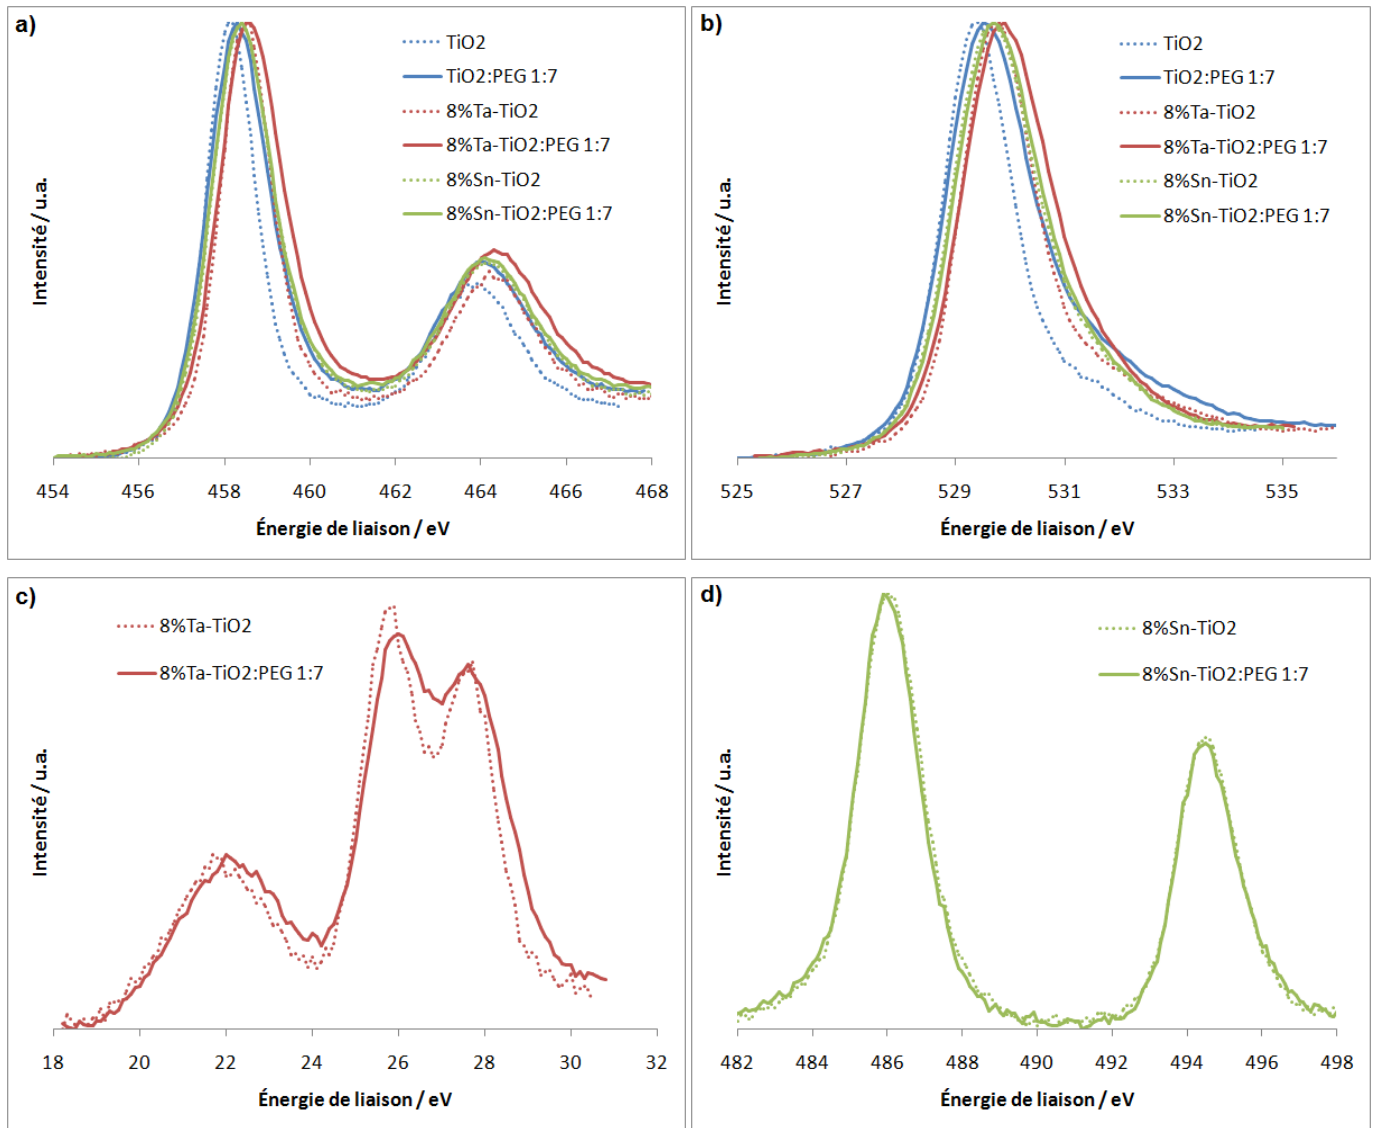 a)
TiO2
TiO2:PEG 1:7
8%Ta-TiO2
8%Ta-TiO2:PEG 1:7
8%Sn-TiO2
8%Sn-TiO2:PEG 1:7
Intensité / u.a.
454 456 458 460 462 464 466 468
Énergie de liaison / eV
b)
TiO2
TiO2:PEG 1:7
8%Ta-TiO2
8%Ta-TiO2:PEG 1:7
8%Sn-TiO2
8%Sn-TiO2:PEG 1:7
Intensité / u.a.
525 527 529 531 533 535
Énergie de liaison / eV
c)
8%Ta-TiO2
8%Ta-TiO2:PEG 1:7
Intensité / u.a.
18 20 22 24 26 28 30 32
Énergie de liaison / eV
d)
8%Sn-TiO2
8%Sn-TiO2:PEG 1:7
Intensité / u.a.
482 484 486 488 490 492 494 496 498
Énergie de liaison / eV